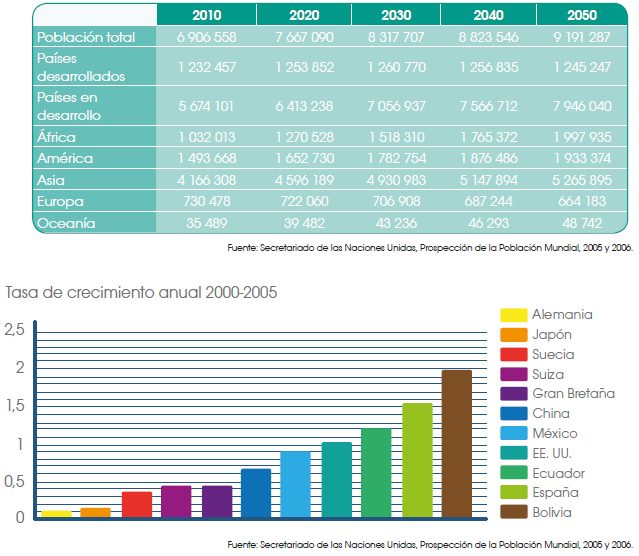 2010 2020 2030 2040 2050
Población total 6 906 558 7 667 090 8 317 707 8 823 546 9 191 287
Países
desarrollados 1 232 457 1 253 852 1 260 770 1 256 835 1 245 247
Países en
desarrollo 5 674 101 6 413 238 7 056 937 7 566 712 7 946 040
África 1 032 013 1 270 528 1 518 310 1 765 372 1 997 935
América 1 493 668 1 652 730 1 782 754 1 876 486 1 933 374
Asia 4 166 308 4 596 189 4 930 983 5 147 894 5 265 895
Europa 730 478 722 060 706 908 687 244 664 183
Oceanía 35 489 39 482 43 236 46 293 48 742
Fuente: Secretariado de las Naciones Unidas, Prospección de la Población Mundial, 2005 y 2006.
Tasa de crecimiento anual 2000-2005
2,5
2
1,5
1
0,5
0
Alemania
Japón
Suecia
Suiza
Gran Bretaña
China
México
EE. UU.
Ecuador
España
Bolivia
Fuente: Secretariado de las Naciones Unidas, Prospección de la Población Mundial, 2005 y 2006.